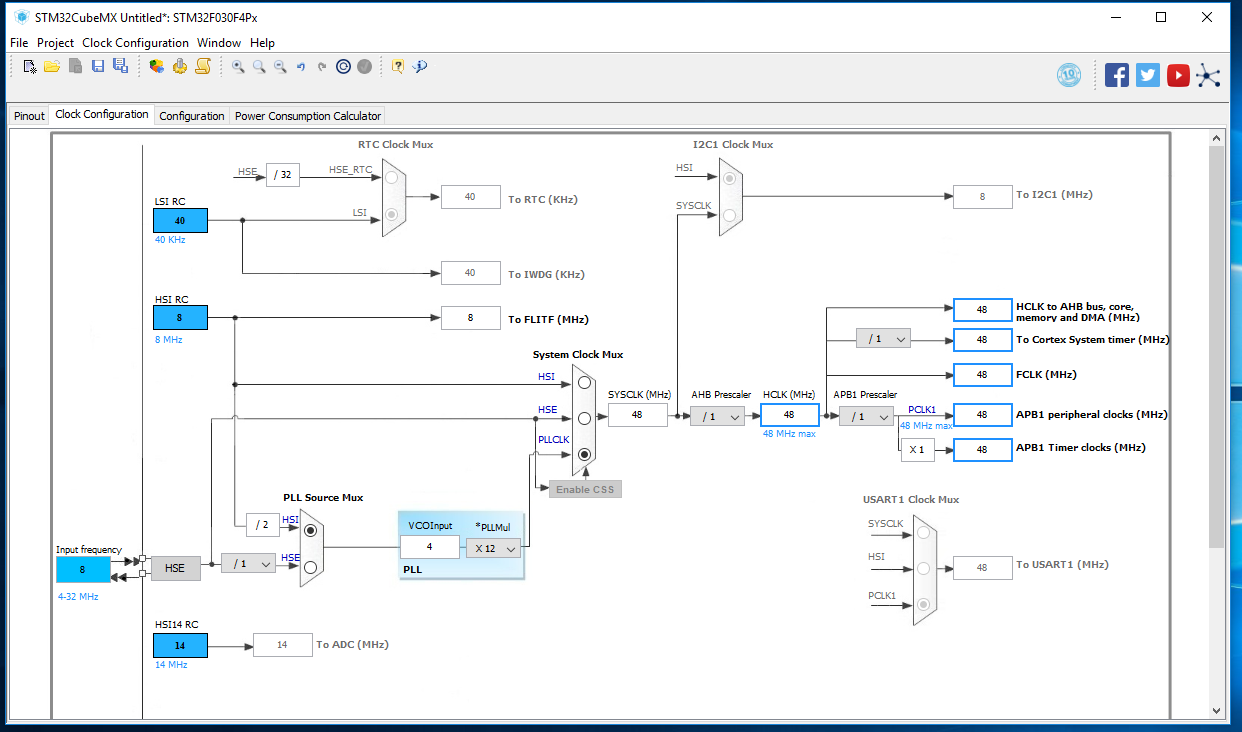 STM32CubeMX Untitled*: STM32F030F4Px
File Project Clock Configuration Window Help
Pinout Clock Configuration Configuration Power Consumption Calculator
RTC Clock Mux
I2C1 Clock Mux
HSE
/ 32
HSE_RTC
HSI
LSI RC
LSI
40
To RTC (KHz)
SYSCLK
8
To I2C1 (MHz)
40
40 KHz
40
To IWDG (KHz)
HSI RC
8
8 MHz
8
To FLITF (MHz)
48
HCLK to AHB bus, core,
memory and DMA (MHz)
/ 1
48
To Cortex System timer (MHz)
System Clock Mux
HSI
48
FCLK (MHz)
HSE
SYSCLK (MHz)
AHB Prescaler
HCLK (MHz)
APB1 Prescaler
48
/ 1
48
/ 1
PCLK1
48
APB1 peripheral clocks (MHz)
48 MHz max
48 MHz max
PLLCLK
X 1
48
APB1 Timer clocks (MHz)
Enable CSS
PLL Source Mux
USART1 Clock Mux
/ 2
HSI
VCOInput
*PLLMul
SYSCLK
4
X 12
PLL
Input frequency
HSI
8
HSE
/ 1
HSE
48
To USART1 (MHz)
4-32 MHz
PCLK1
HSI14 RC
14
14
To ADC (MHz)
14 MHz